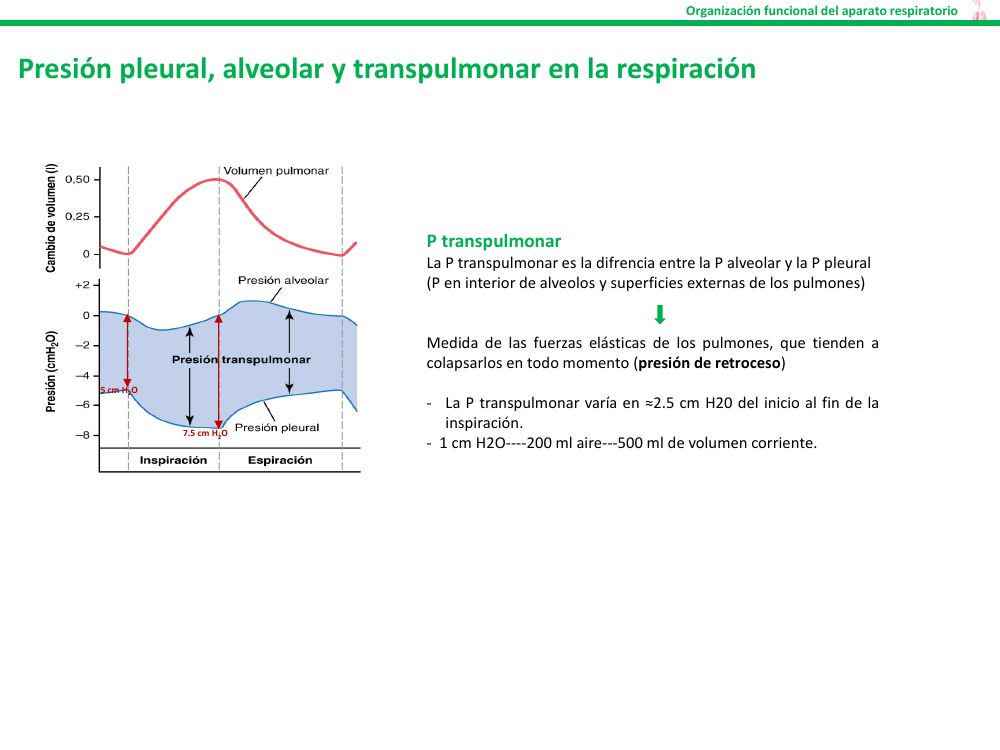 Organización funcional del aparato respiratorio
Presión pleural, alveolar y transpulmonar en la respiración
Cambio de volumen (l)
0,50
0,25
0
Volumen pulmonar
Presión (cmH2O)
+2
0
–2
–4
–6
–8
Presión alveolar
Presión transpulmonar
5 cm H2O
7.5 cm H2O
Presión pleural
Inspiración
Espiración
P transpulmonar
La P transpulmonar es la difrencia entre la P alveolar y la P pleural
(P en interior de alveolos y superficies externas de los pulmones)
Medida de las fuerzas elásticas de los pulmones, que tienden a
colapsarlos en todo momento (presión de retroceso)
- La P transpulmonar varía en ≈2.5 cm H20 del inicio al fin de la
inspiración.
- 1 cm H2O----200 ml aire---500 ml de volumen corriente.